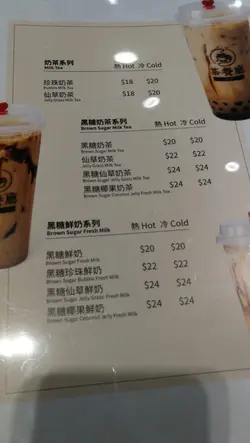 奶茶系列 熱 Hot 冷 Cold
Milk Tea
珍珠奶茶 $18 $20
Bubble Milk Tea
仙草奶茶 $18 $20
Jelly Grass Milk Tea
黑糖奶茶系列 熱 Hot 冷 Cold
Brown Sugar Milk Tea
黑糖奶茶 $20 $20
Brown Sugar Milk Tea
仙草奶茶 $22 $22
Jelly Grass Milk Tea
黑糖仙草奶茶 $24 $24
Brown Sugar Jelly Grass Milk Tea
黑糖椰果奶茶 $24 $24
Brown Sugar Coconut Jelly Fresh Milk Tea
黑糖鮮奶系列 熱 Hot 冷 Cold
Brown Sugar Fresh Milk
黑糖鮮奶 $20 $20
Brown Sugar Fresh Milk
黑糖珍珠鮮奶 $22 $22
Brown Sugar Bubble Fresh Milk
黑糖仙草鮮奶 $24 $24
Brown Sugar Jelly Grass Fresh Milk
黑糖椰果鮮奶 $24 $24
Brown Sugar Coconut Jelly Fresh Milk